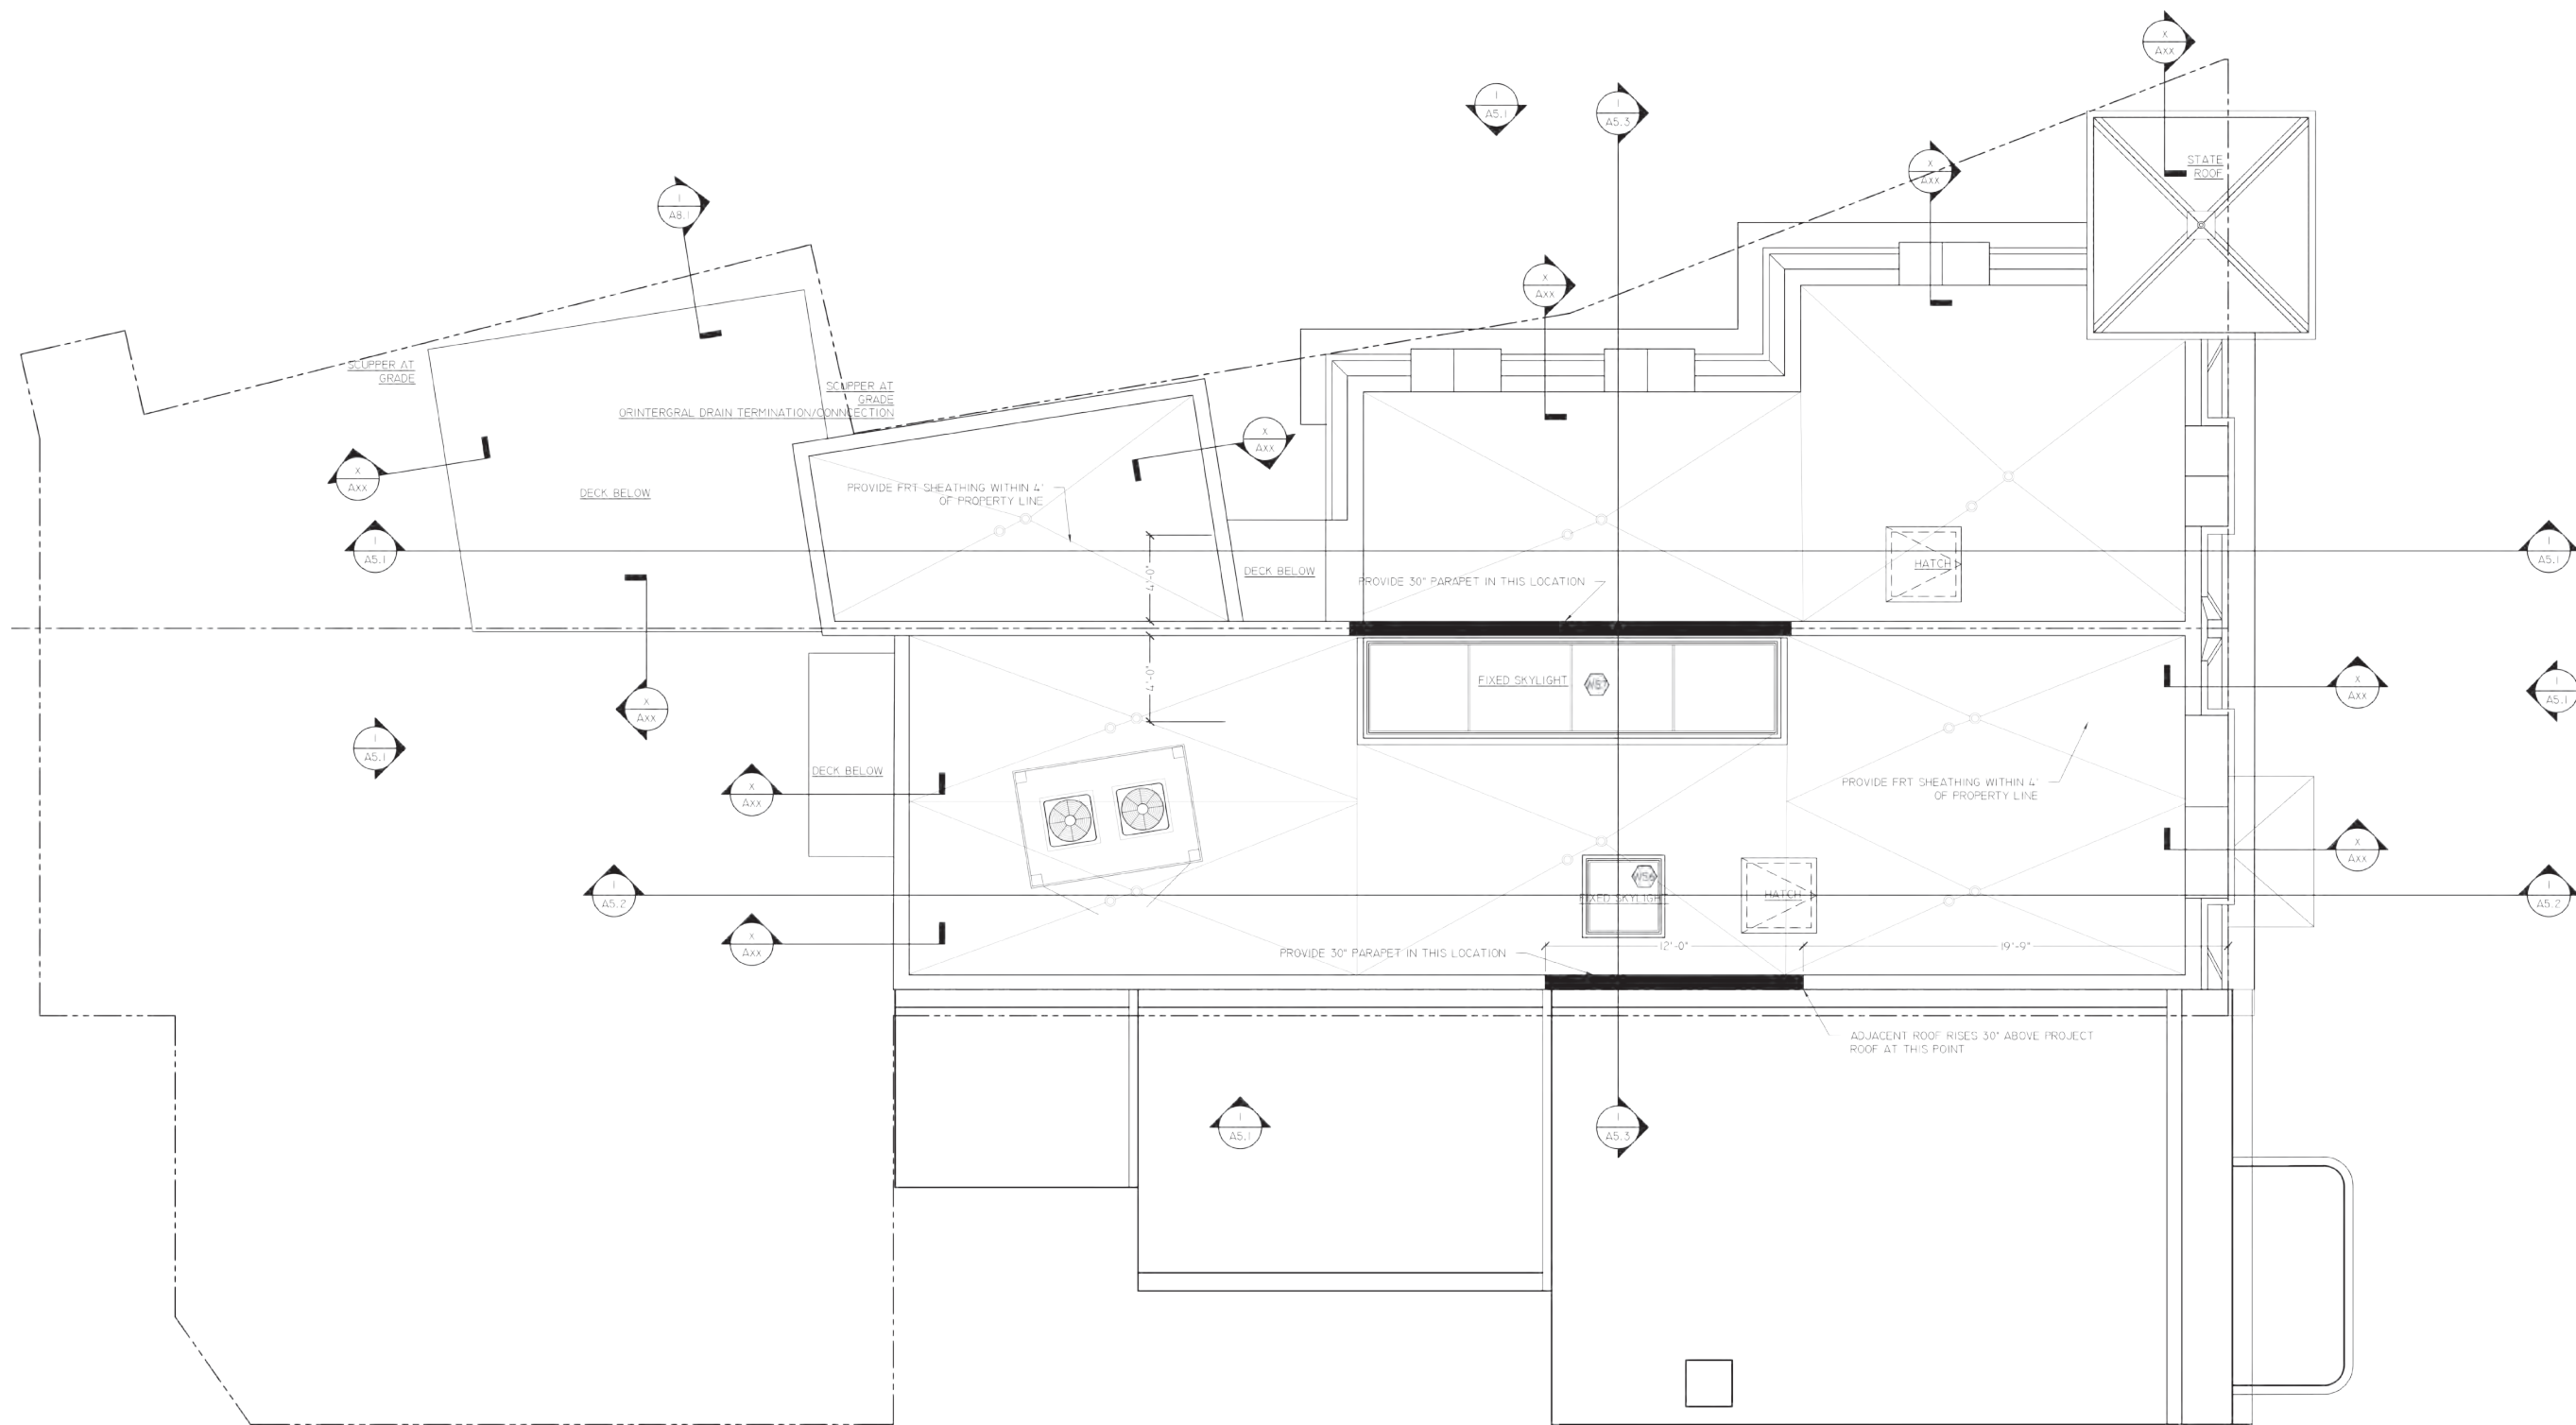 X
AXX
1
A5.1
1
A5.3
STATE
ROOF
X
AXX
1
A8.1
X
AXX
SCUPPER AT
GRADE
SCUPPER AT
GRADE
ORINTERGRAL DRAIN TERMINATION/CONNCECTION
X
AXX
X
AXX
DECK BELOW
PROVIDE FRT SHEATHING WITHIN 4'
OF PROPERTY LINE
1
A5.1
4'-0"
DECK BELOW
PROVIDE 30" PARAPET IN THIS LOCATION
HATCH
1
A5.1
4'-0"
FIXED SKYLIGHT
X
AXX
1
A5.1
X
AXX
1
A5.1
DECK BELOW
X
AXX
PROVIDE FRT SHEATHING WITHIN 4'
OF PROPERTY LINE
X
AXX
1
A5.2
FIXED SKYLIGHT
HATCH
1
A5.2
X
AXX
PROVIDE 30" PARAPET IN THIS LOCATION
12'-0"
19'-9"
ADJACENT ROOF RISES 30" ABOVE PROJECT
ROOF AT THIS POINT
1
A5.1
1
A5.3